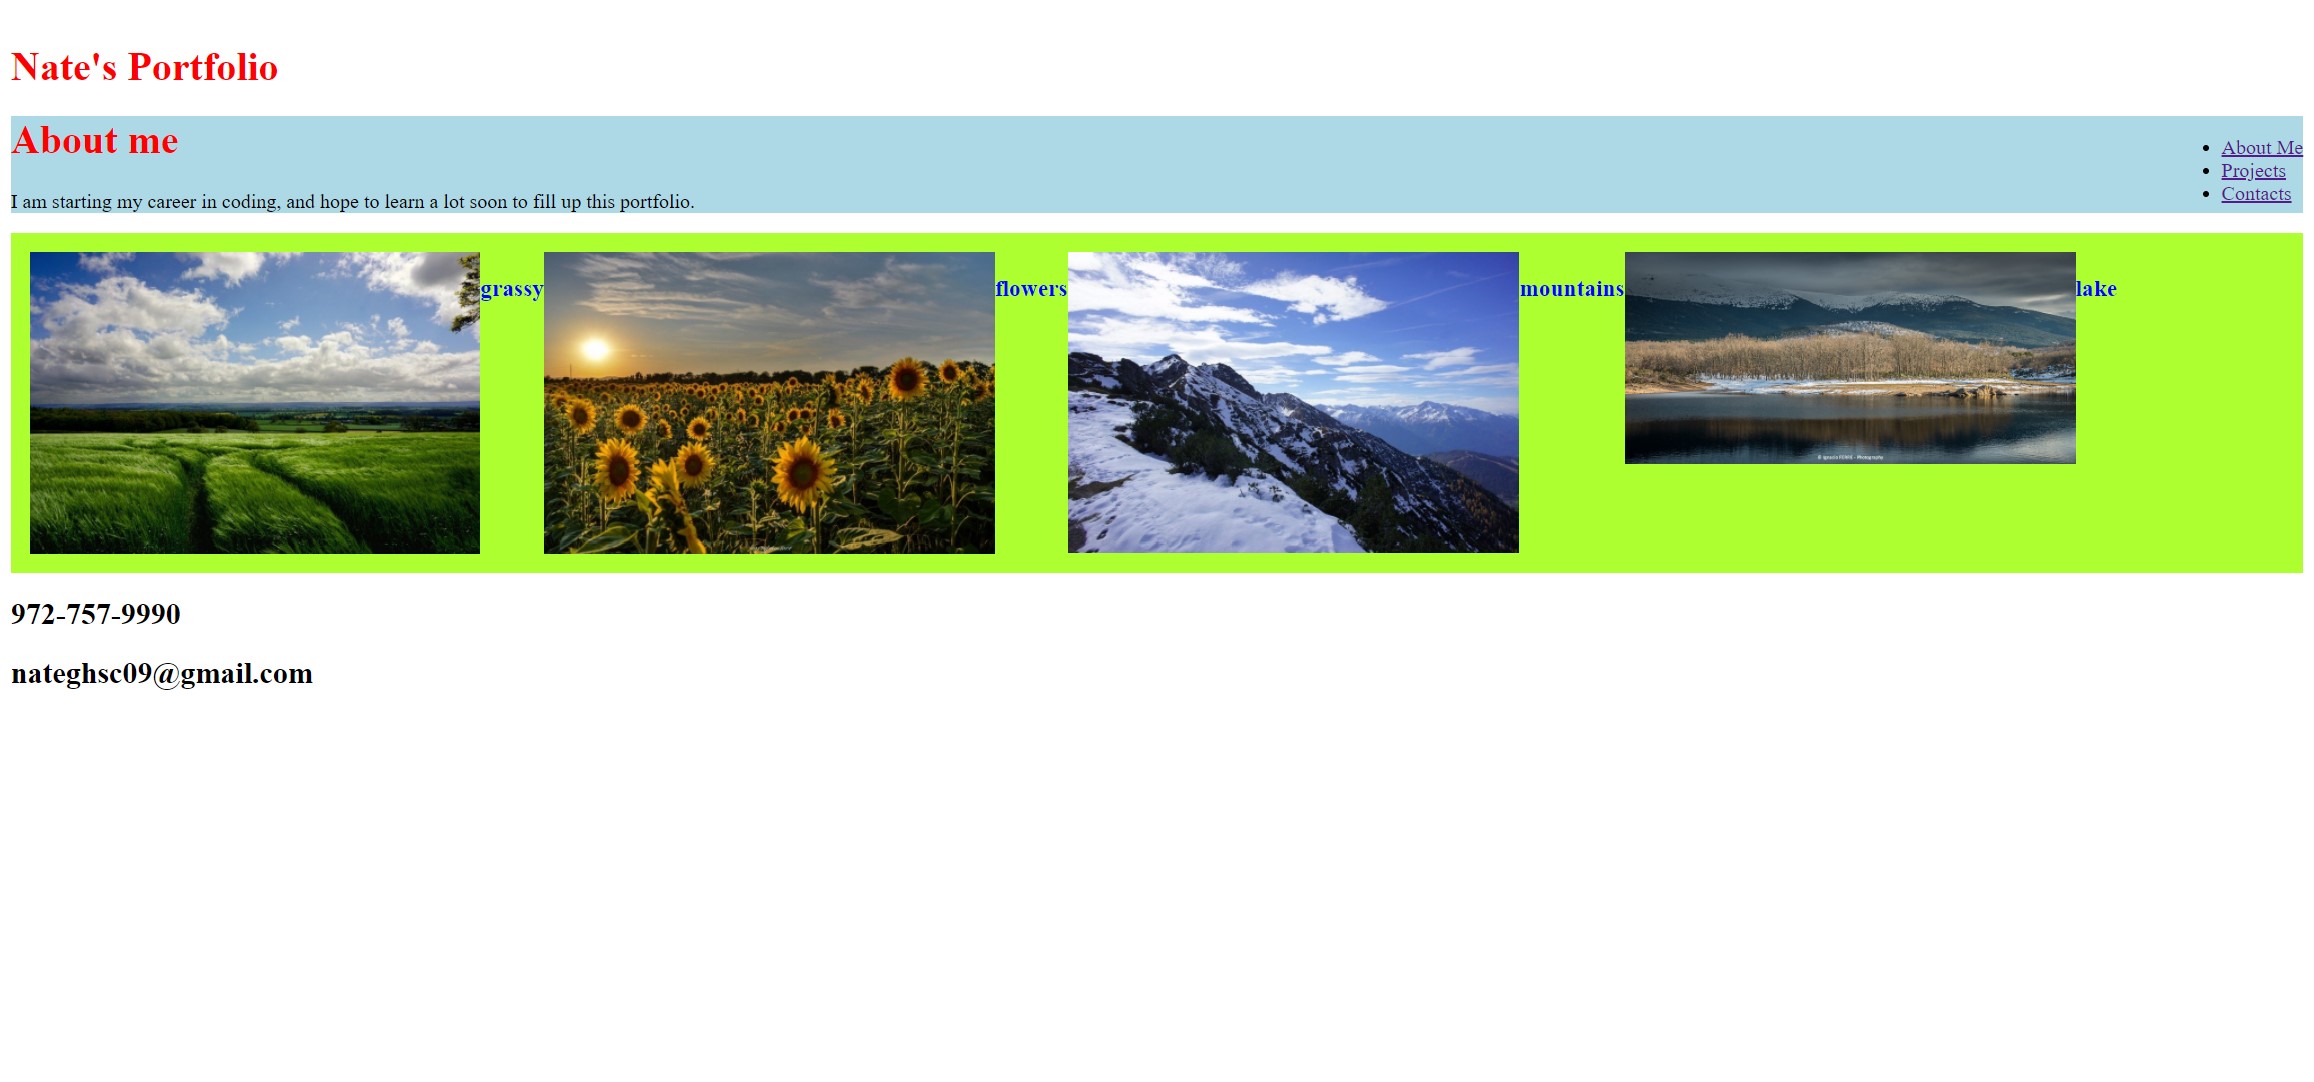 Nate's Portfolio
About me
I am starting my career in coding, and hope to learn a lot soon to fill up this portfolio.
About Me
Projects
Contacts
grassy
flowers
mountains
lake
972-757-9990
nateghsc09@gmail.com